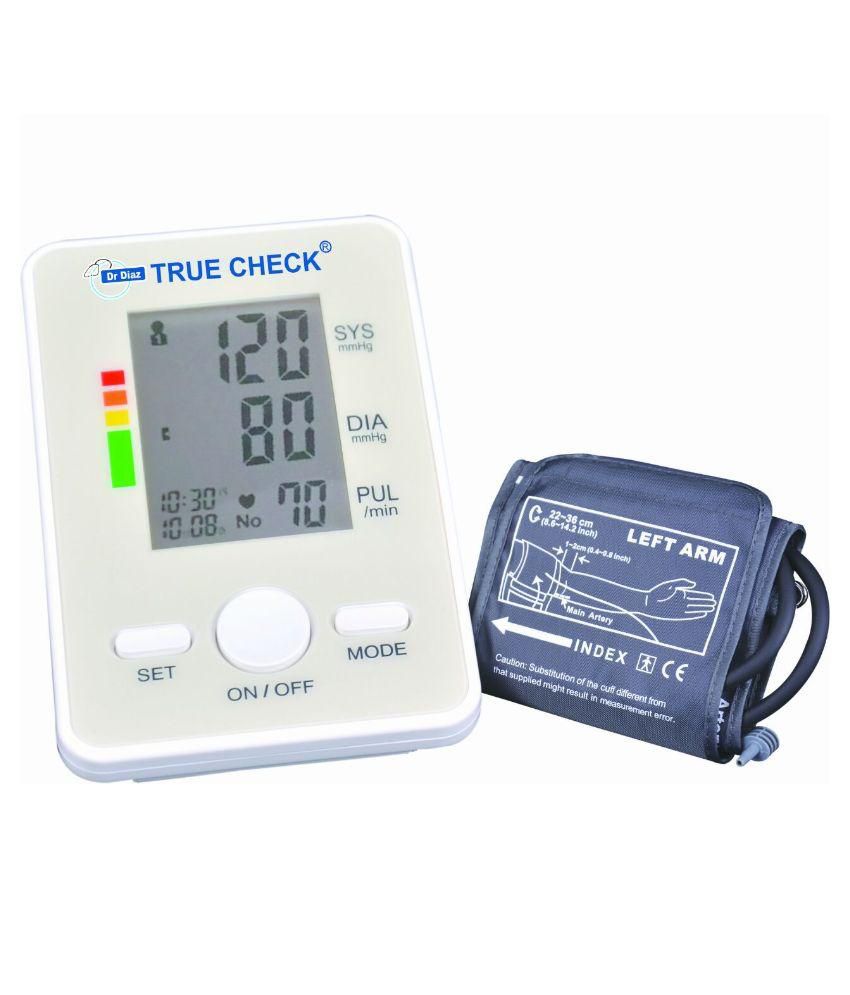 Dr Diaz TRUE CHECK®
120 SYS
mmHg
80 DIA
mmHg
10:30
10 08
No 70 PUL
/min
SET
ON / OFF
MODE
22~36 cm
(8.6~14.2 inch)
LEFT ARM
1~2cm (0.4~0.8 inch)
Main Artery
INDEX CE
Caution: Substitution of the cuff different from
that supplied might result in measurement error.